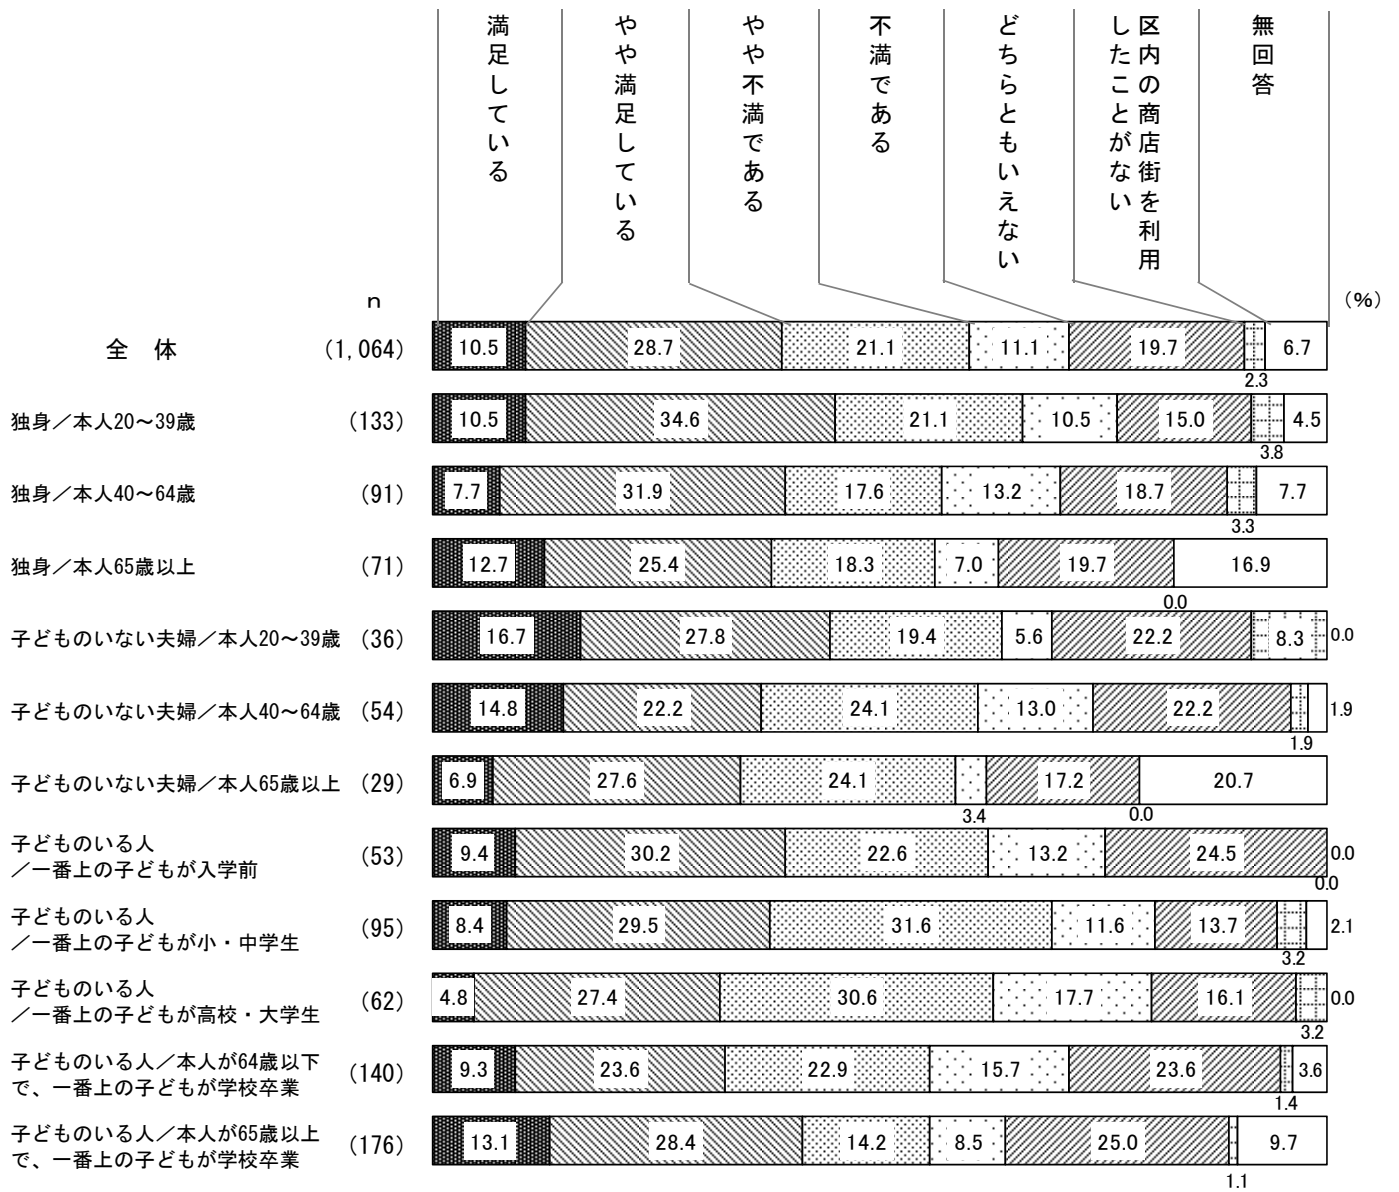 満足している
やや満足している
やや不満である
不満である
どちらともいえない
区内の商店街を利用
したことがない
無回答
n
(%)
全　体 (1,064) 10.5 28.7 21.1 11.1 19.7 6.7
2.3
独身／本人20～39歳 (133) 10.5 34.6 21.1 10.5 15.0 4.5
3.8
独身／本人40～64歳 (91) 7.7 31.9 17.6 13.2 18.7 7.7
3.3
独身／本人65歳以上 (71) 12.7 25.4 18.3 7.0 19.7 16.9
0.0
子どものいない夫婦／本人20～39歳 (36) 16.7 27.8 19.4 5.6 22.2 8.3 0.0
子どものいない夫婦／本人40～64歳 (54) 14.8 22.2 24.1 13.0 22.2 1.9
1.9
子どものいない夫婦／本人65歳以上 (29) 6.9 27.6 24.1 17.2 20.7
3.4 0.0
子どものいる人
／一番上の子どもが入学前 (53) 9.4 30.2 22.6 13.2 24.5 0.0
0.0
子どものいる人
／一番上の子どもが小・中学生 (95) 8.4 29.5 31.6 11.6 13.7 2.1
3.2
子どものいる人
／一番上の子どもが高校・大学生 (62) 4.8 27.4 30.6 17.7 16.1 0.0
3.2
子どものいる人／本人が64歳以下
で、一番上の子どもが学校卒業 (140) 9.3 23.6 22.9 15.7 23.6 3.6
1.4
子どものいる人／本人が65歳以上
で、一番上の子どもが学校卒業 (176) 13.1 28.4 14.2 8.5 25.0 9.7
1.1